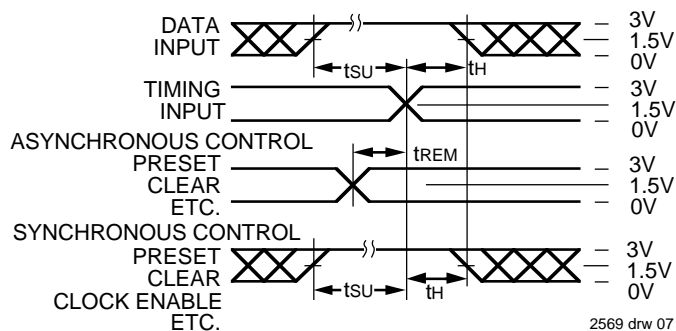 DATA
INPUT
3V
1.5V
0V
tSU
tH
TIMING
INPUT
3V
1.5V
0V
ASYNCHRONOUS CONTROL
PRESET
CLEAR
ETC.
tREM
3V
1.5V
0V
SYNCHRONOUS CONTROL
PRESET
CLEAR
CLOCK ENABLE
ETC.
tSU
tH
3V
1.5V
0V
2569 drw 07